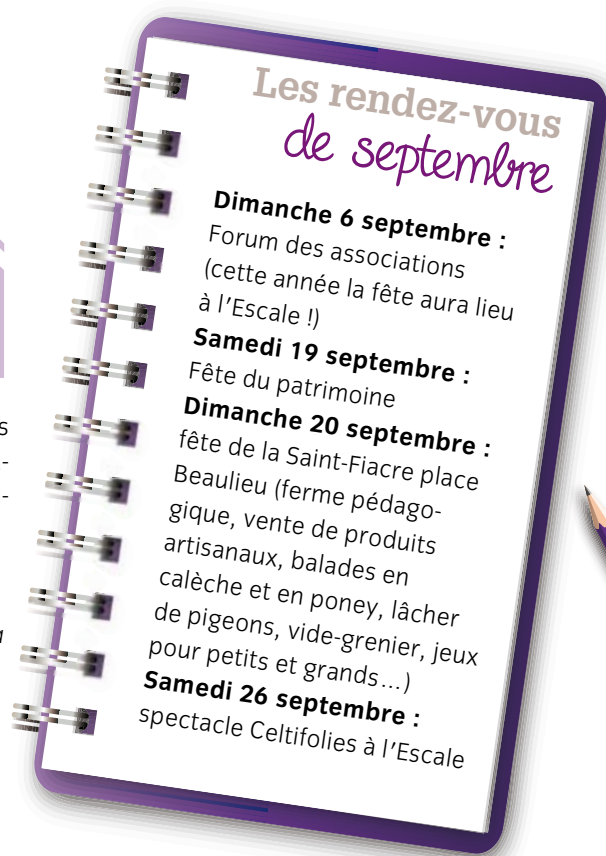 Les rendez-vous
de septembre
Dimanche 6 septembre :
Forum des associations
(cette année la fête aura lieu
à l'Escale !)
Samedi 19 septembre :
Fête du patrimoine
Dimanche 20 septembre :
fête de la Saint-Fiacre place
Beaulieu (ferme pédago-
gique, vente de produits
artisanaux, balades en
calèche et en poney, lâcher
de pigeons, vide-grenier, jeux
pour petits et grands...)
Samedi 26 septembre :
spectacle Celtifolies à l'Escale